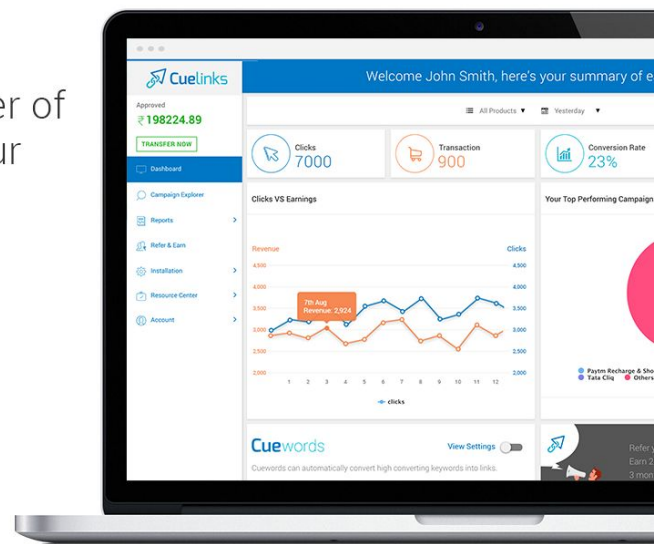 er of
ur
Cuelinks
Welcome John Smith, here's your summary of e
Approved
₹ 198224.89
TRANSFER NOW
All Products
Yesterday
Clicks
7000
Transaction
900
Conversion Rate
23%
Dashboard
Campaign Explorer
Reports
Refer & Earn
Installation
Resource Center
Account
Clicks VS Earnings
Your Top Performing Campaign
Revenue
Clicks
4,500
4,500
4,000
4,000
3,500
3,500
3,000
3,000
2,500
2,500
2,000
2,000
7th Aug
Revenue: 2,924
1 2 3 4 5 6 7 8 9 10 11 12
clicks
Paytm Recharge & Sho
Tata Cliq Others
Cuewords
View Settings
Cuewords can automatically convert high converting keywords into links.
Refer y
Earn 2
3 mon